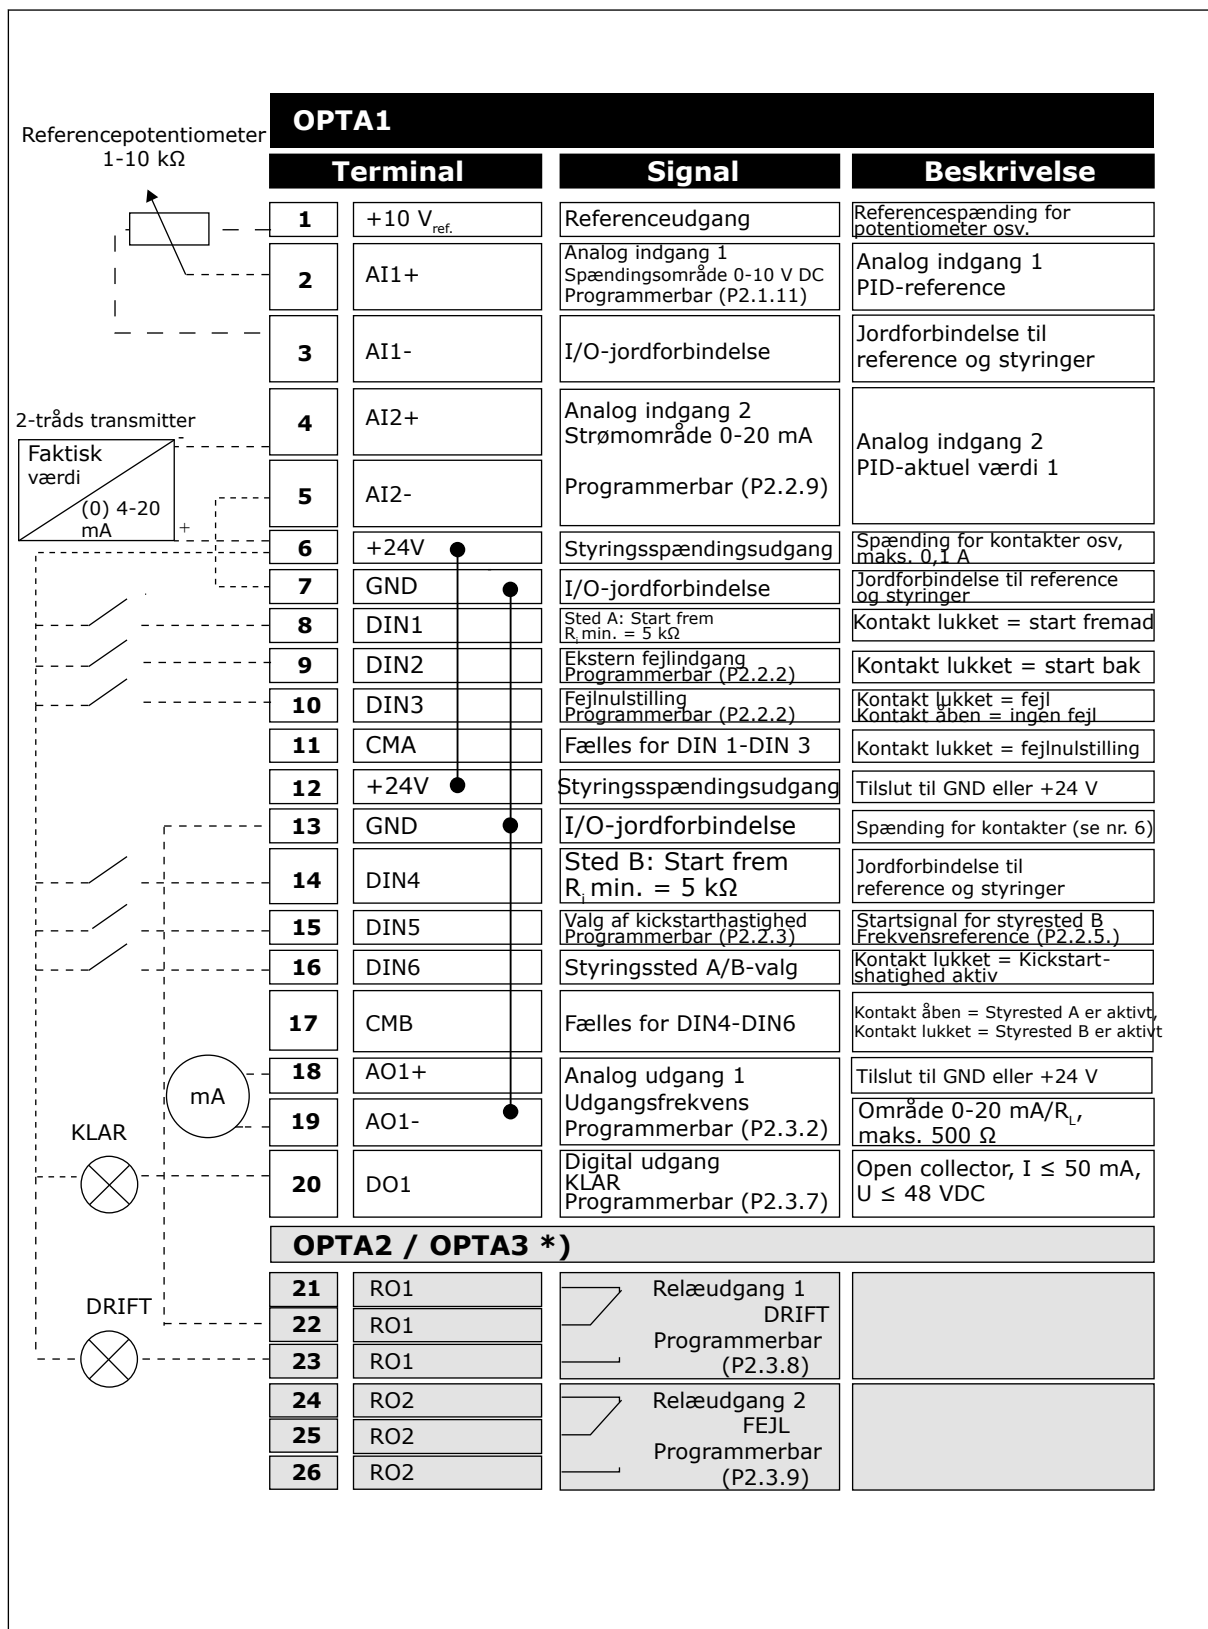 OPTA1
Referencepotentiometer
1-10 kΩ
Terminal
Signal
Beskrivelse
1
+10 Vref.
Referenceudgang
Referencespænding for
potentiometer osv.
2
AI1+
Analog indgang 1
Spændingsområde 0-10 V DC
Programmerbar (P2.1.11)
Analog indgang 1
PID-reference
3
AI1-
I/O-jordforbindelse
Jordforbindelse til
reference og styringer
2-tråds transmitter
Faktisk
værdi
(0) 4-20
mA
-
+
4
AI2+
Analog indgang 2
Strømområde 0-20 mA
Programmerbar (P2.2.9)
Analog indgang 2
PID-aktuel værdi 1
5
AI2-
6
+24V
Styringsspændingsudgang
Spænding for kontakter osv,
maks. 0,1 A
7
GND
I/O-jordforbindelse
Jordforbindelse til reference
og styringer
8
DIN1
Sted A: Start frem
Ri min. = 5 kΩ
Kontakt lukket = start fremad
9
DIN2
Ekstern fejlindgang
Programmerbar (P2.2.2)
Kontakt lukket = start bak
10
DIN3
Fejlnulstilling
Programmerbar (P2.2.2)
Kontakt lukket = fejl
Kontakt åben = ingen fejl
11
CMA
Fælles for DIN 1-DIN 3
Kontakt lukket = fejlnulstilling
12
+24V
Styringsspændingsudgang
Tilslut til GND eller +24 V
13
GND
I/O-jordforbindelse
Spænding for kontakter (se nr. 6)
14
DIN4
Sted B: Start frem
Ri min. = 5 kΩ
Jordforbindelse til
reference og styringer
15
DIN5
Valg af kickstarthastighed
Programmerbar (P2.2.3)
Startsignal for styrested B
Frekvensreference (P2.2.5.)
16
DIN6
Styringssted A/B-valg
Kontakt lukket = Kickstart-
shatighed aktiv
17
CMB
Fælles for DIN4-DIN6
Kontakt åben = Styrested A er aktivt,
Kontakt lukket = Styrested B er aktivt
mA
18
AO1+
Analog udgang 1
Udgangsfrekvens
Programmerbar (P2.3.2)
Tilslut til GND eller +24 V
19
AO1-
Område 0-20 mA/RL,
maks. 500 Ω
KLAR
20
DO1
Digital udgang
KLAR
Programmerbar (P2.3.7)
Open collector, I ≤ 50 mA,
U ≤ 48 VDC
OPTA2 / OPTA3 *)
DRIFT
21
RO1
22
RO1
23
RO1
Relæudgang 1
DRIFT
Programmerbar
(P2.3.8)
24
RO2
25
RO2
26
RO2
Relæudgang 2
FEJL
Programmerbar
(P2.3.9)